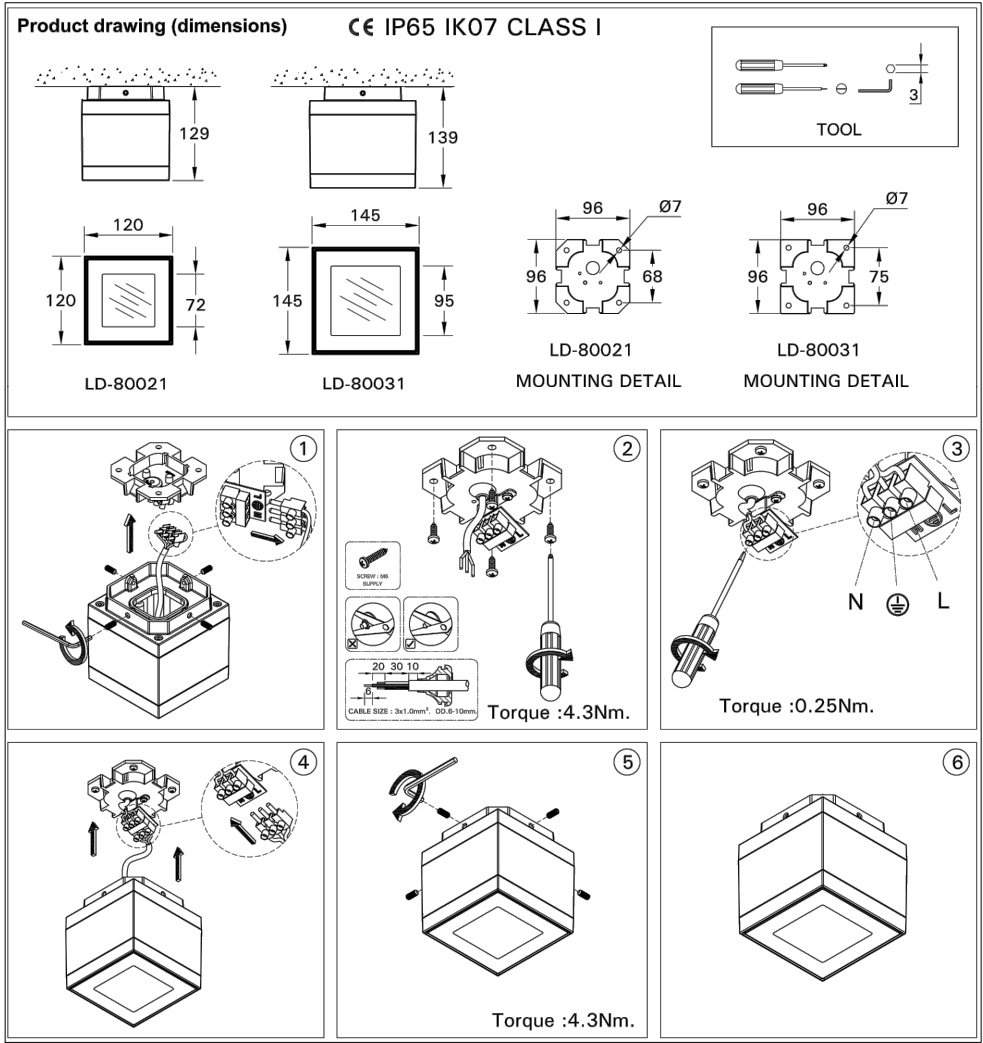 Product drawing (dimensions)
CE IP65 IK07 CLASS I
129
139
3
TOOL
120
120
72
LD-80021
145
145
95
LD-80031
96
Ø7
96
68
LD-80021
MOUNTING DETAIL
96
Ø7
96
75
LD-80031
MOUNTING DETAIL
1
2
SCREW : M6
SUPPLY
20 30 10
6
CABLE SIZE : 3x1.0mm². OD.6-10mm.
Torque :4.3Nm.
3
N L
Torque :0.25Nm.
4
5
Torque :4.3Nm.
6